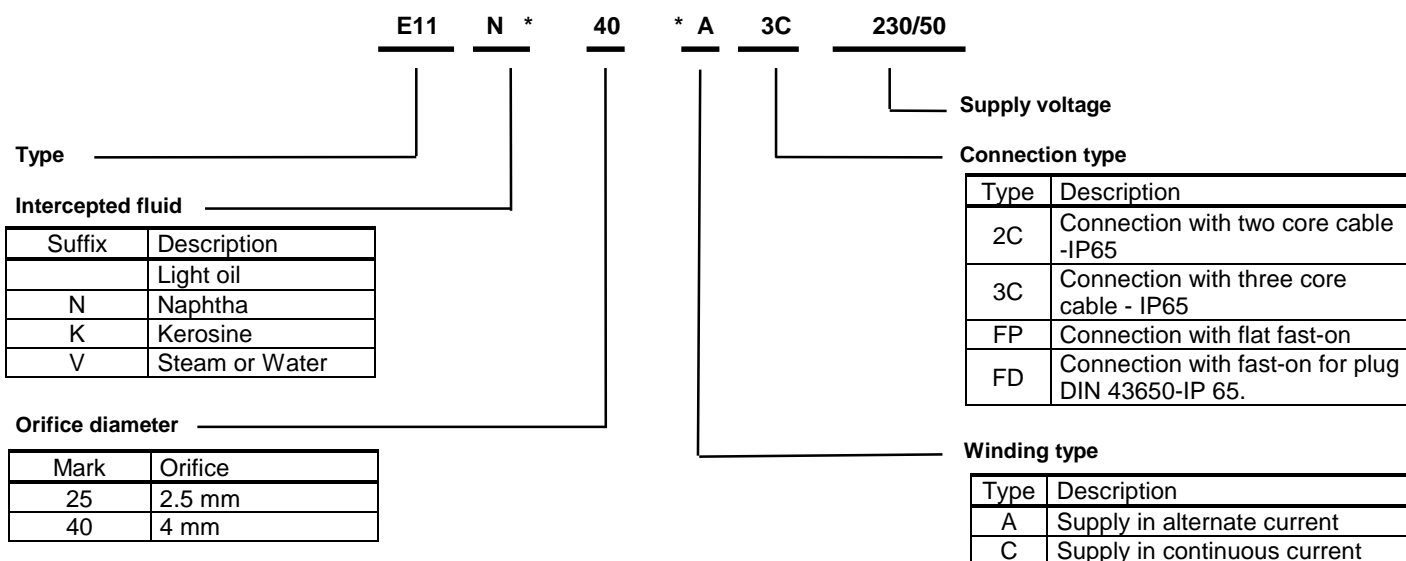 E11 N * 40 * A 3C 230/50
Supply voltage
Type
Connection type
Type Description
2C Connection with two core cable
-IP65
3C Connection with three core
cable - IP65
FP Connection with flat fast-on
FD Connection with fast-on for plug
DIN 43650-IP 65.
Intercepted fluid
Suffix Description
Light oil
N Naphtha
K Kerosine
V Steam or Water
Orifice diameter
Mark Orifice
25 2.5 mm
40 4 mm
Winding type
Type Description
A Supply in alternate current
C Supply in continuous current